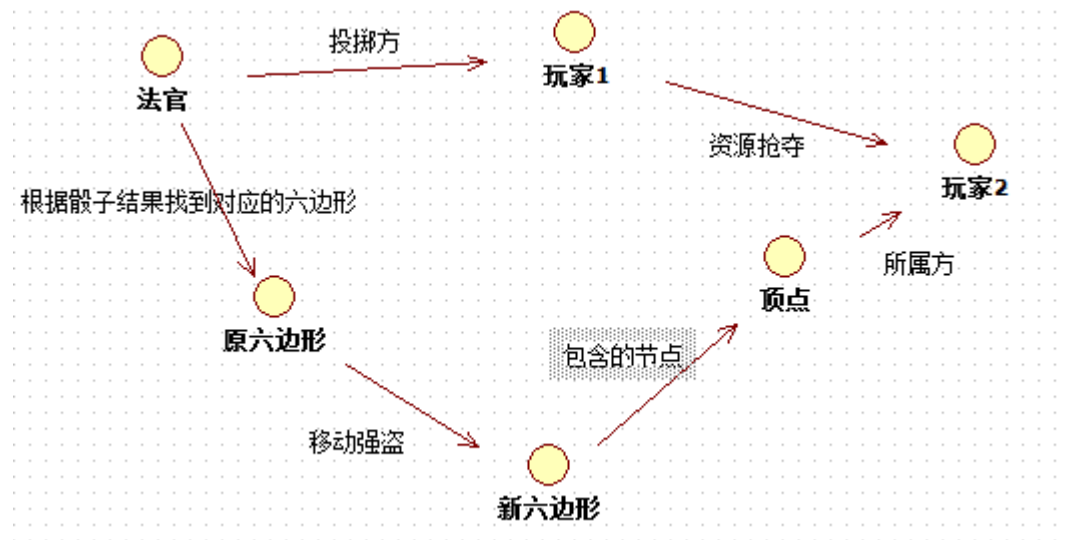 投掷方
玩家1
法官
资源抢夺
玩家2
根据骰子结果找到对应的六边形
所属方
顶点
原六边形
包含的节点
移动强盗
新六边形